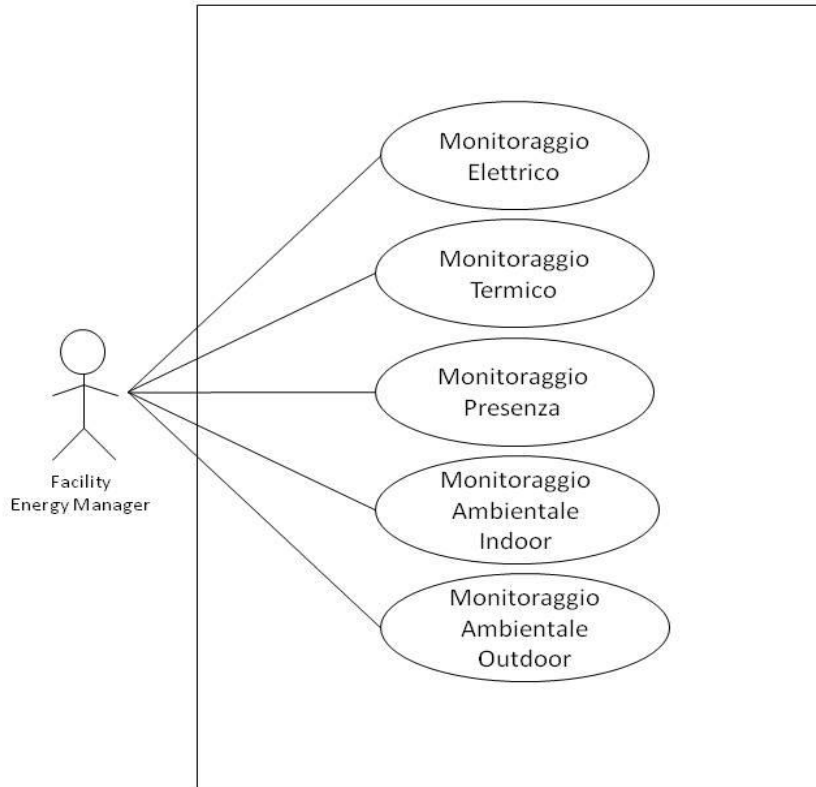 Monitoraggio
Elettrico
Monitoraggio
Termico
Monitoraggio
Presenza
Monitoraggio
Ambientale
Indoor
Monitoraggio
Ambientale
Outdoor
Facility
Energy Manager